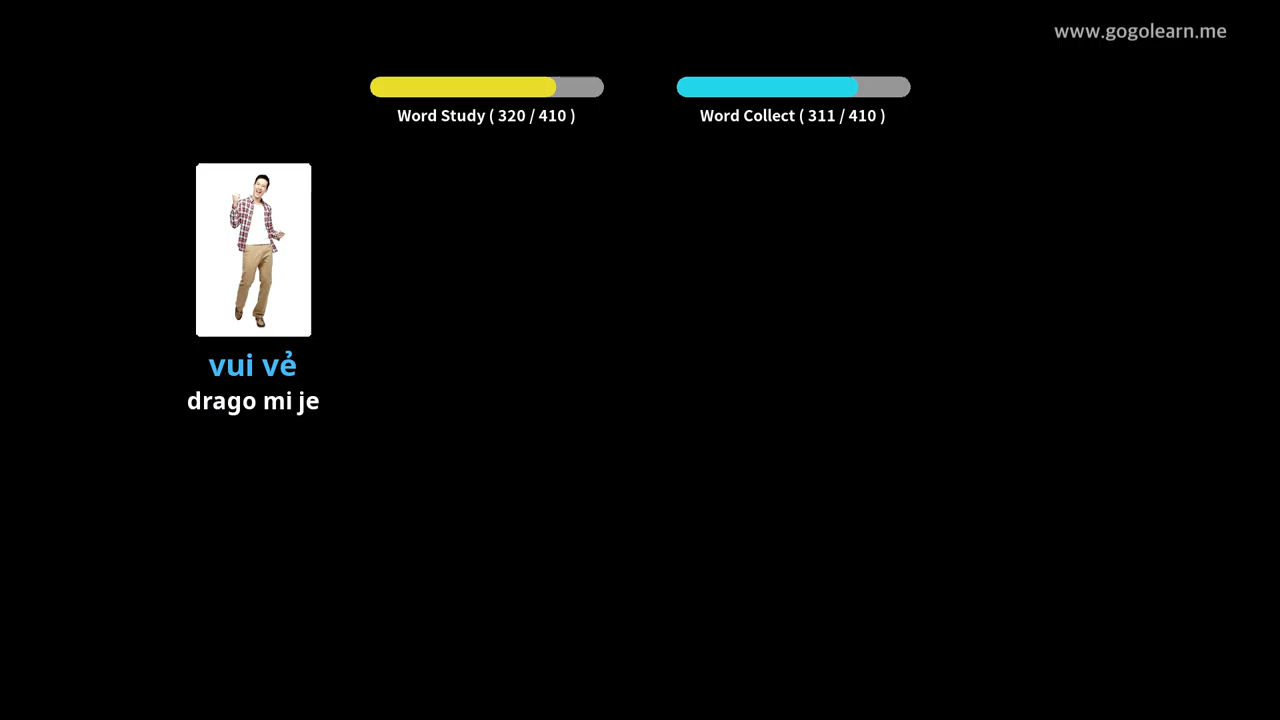 www.gogolearn.me
Word Study ( 320 / 410 )
Word Collect ( 311 / 410 )
vui vẻ
drago mi je